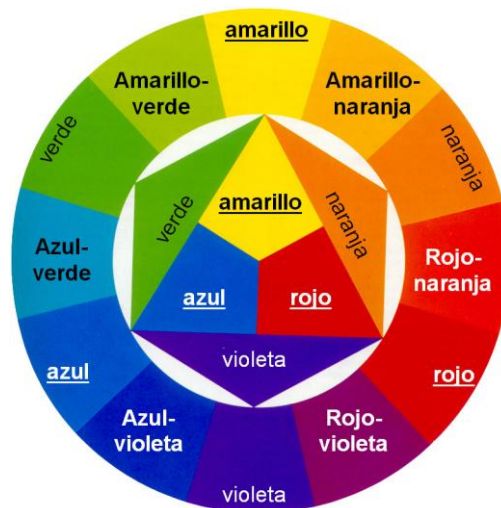 amarillo
Amarillo-
verde
Amarillo-
naranja
verde
naranja
amarillo
verde
naranja
Azul-
verde
Rojo-
naranja
azul
rojo
azul
rojo
violeta
Azul-
violeta
Rojo-
violeta
violeta